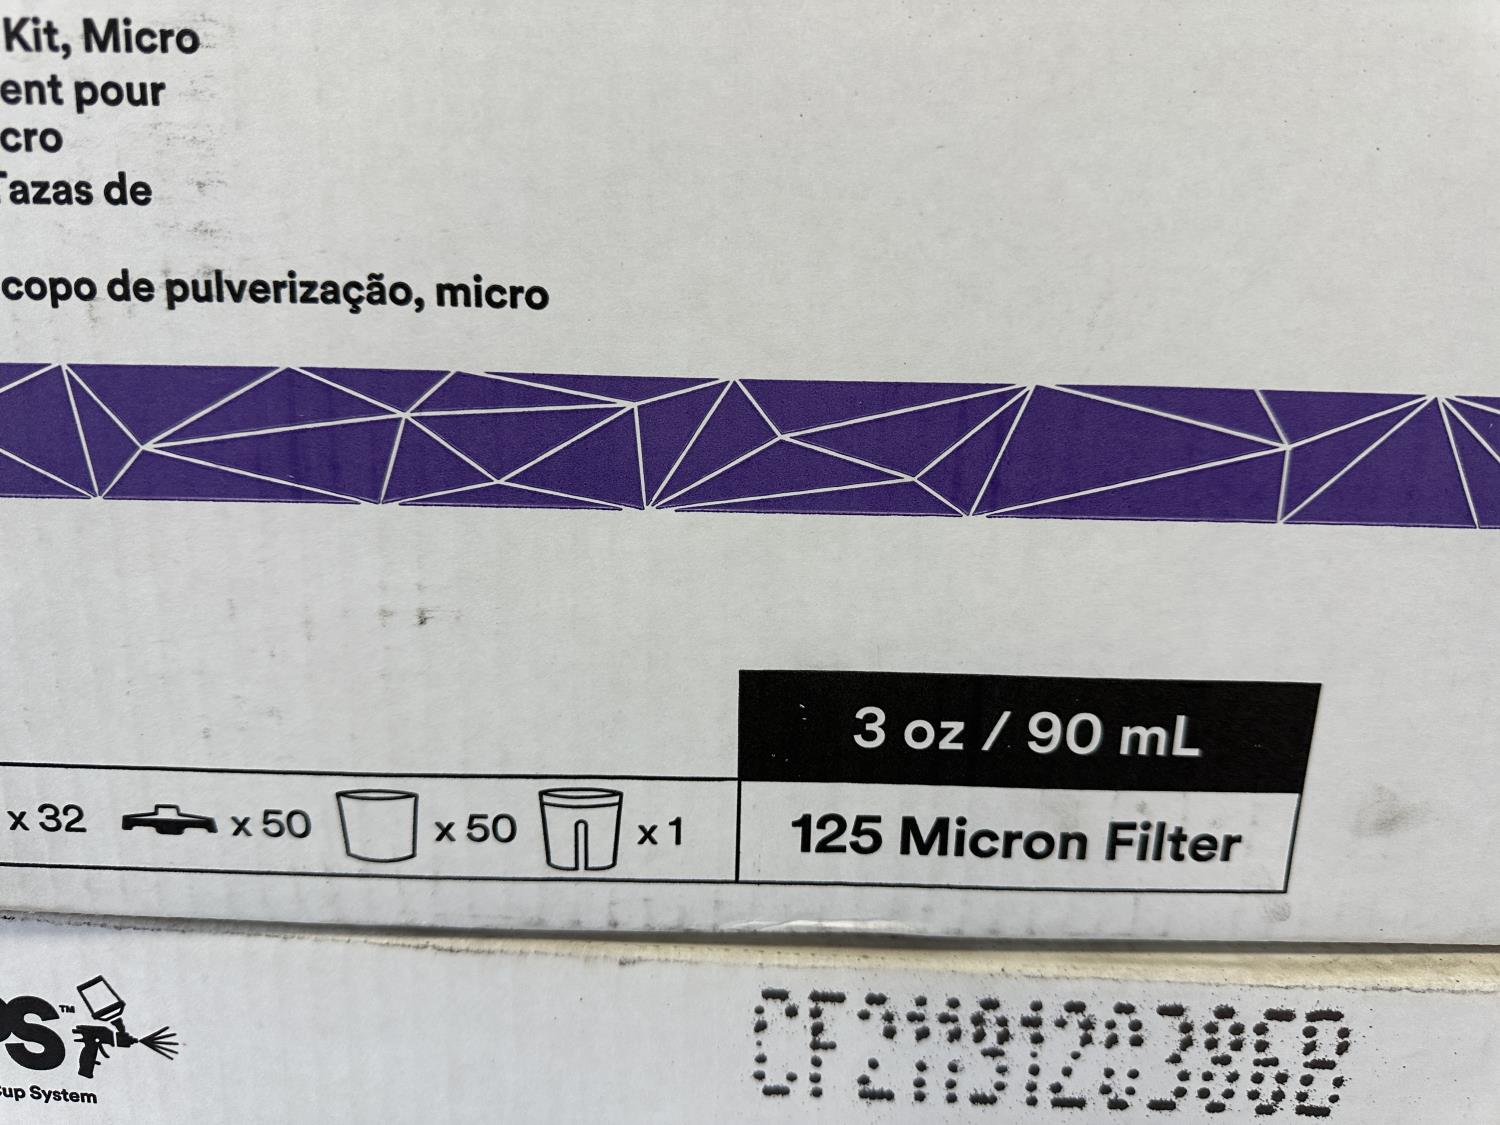 Kit, Micro
ent pour
cro
Tazas de
copo de pulverização, micro
3 oz / 90 mL
x 32 x 50 x 50 x 1
125 Micron Filter
PS™
Cup System